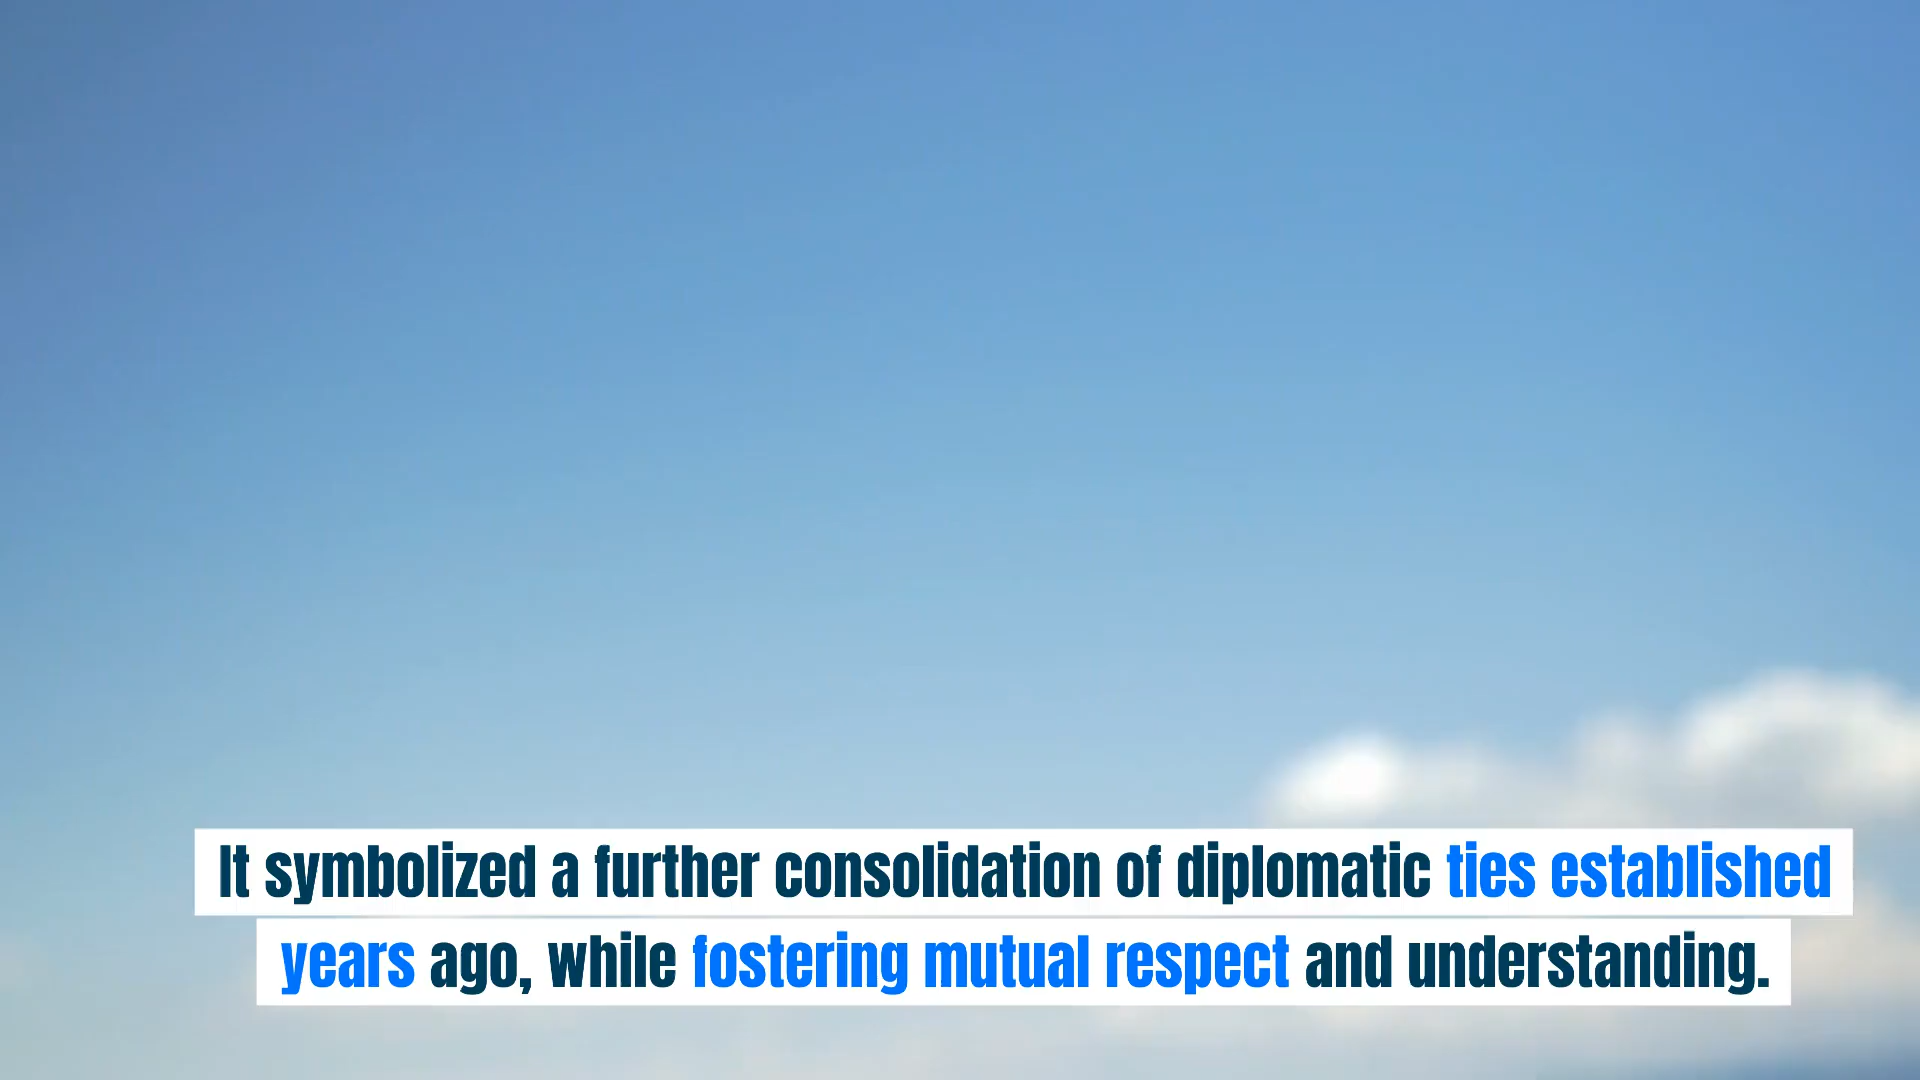 It symbolized a further consolidation of diplomatic ties established
years ago, while fostering mutual respect and understanding.